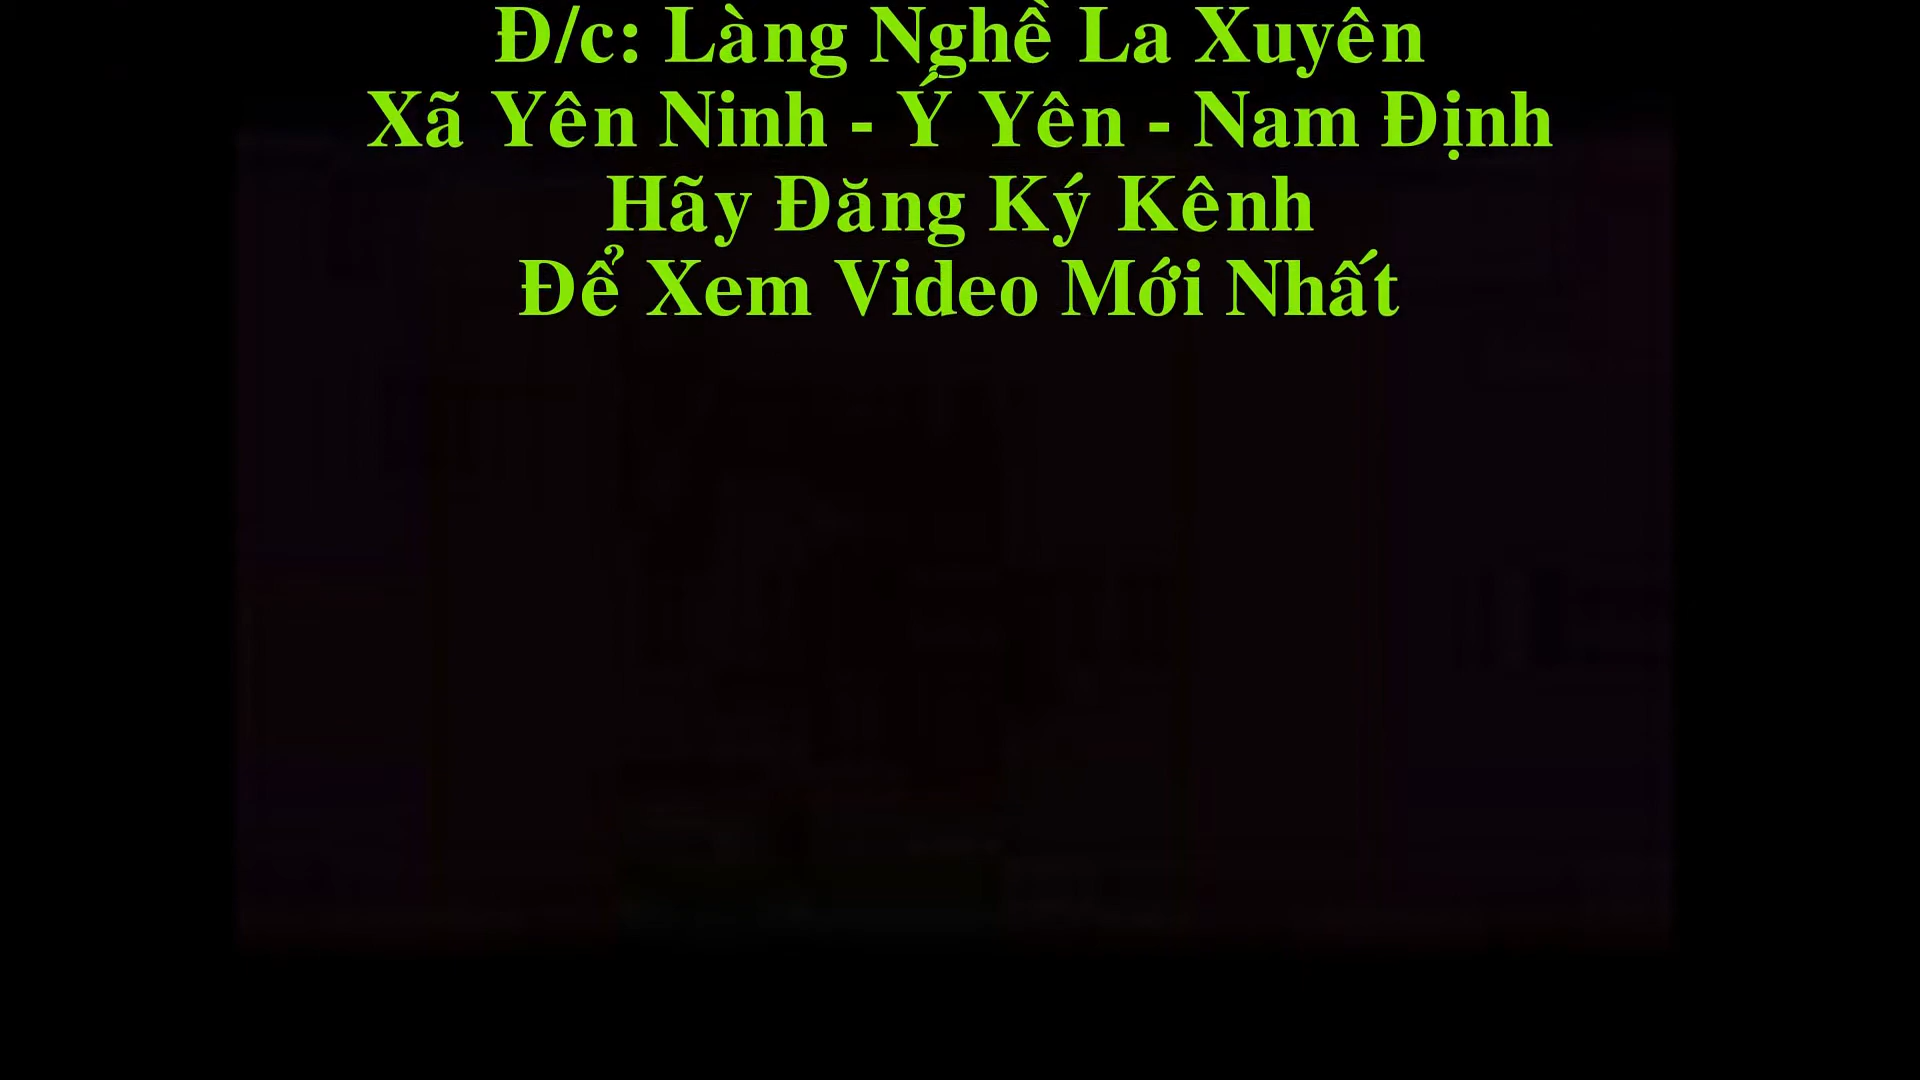 Đ/c: Làng Nghề La Xuyên
Xã Yên Ninh - Ý Yên - Nam Định
Hãy Đăng Ký Kênh
Để Xem Video Mới Nhất